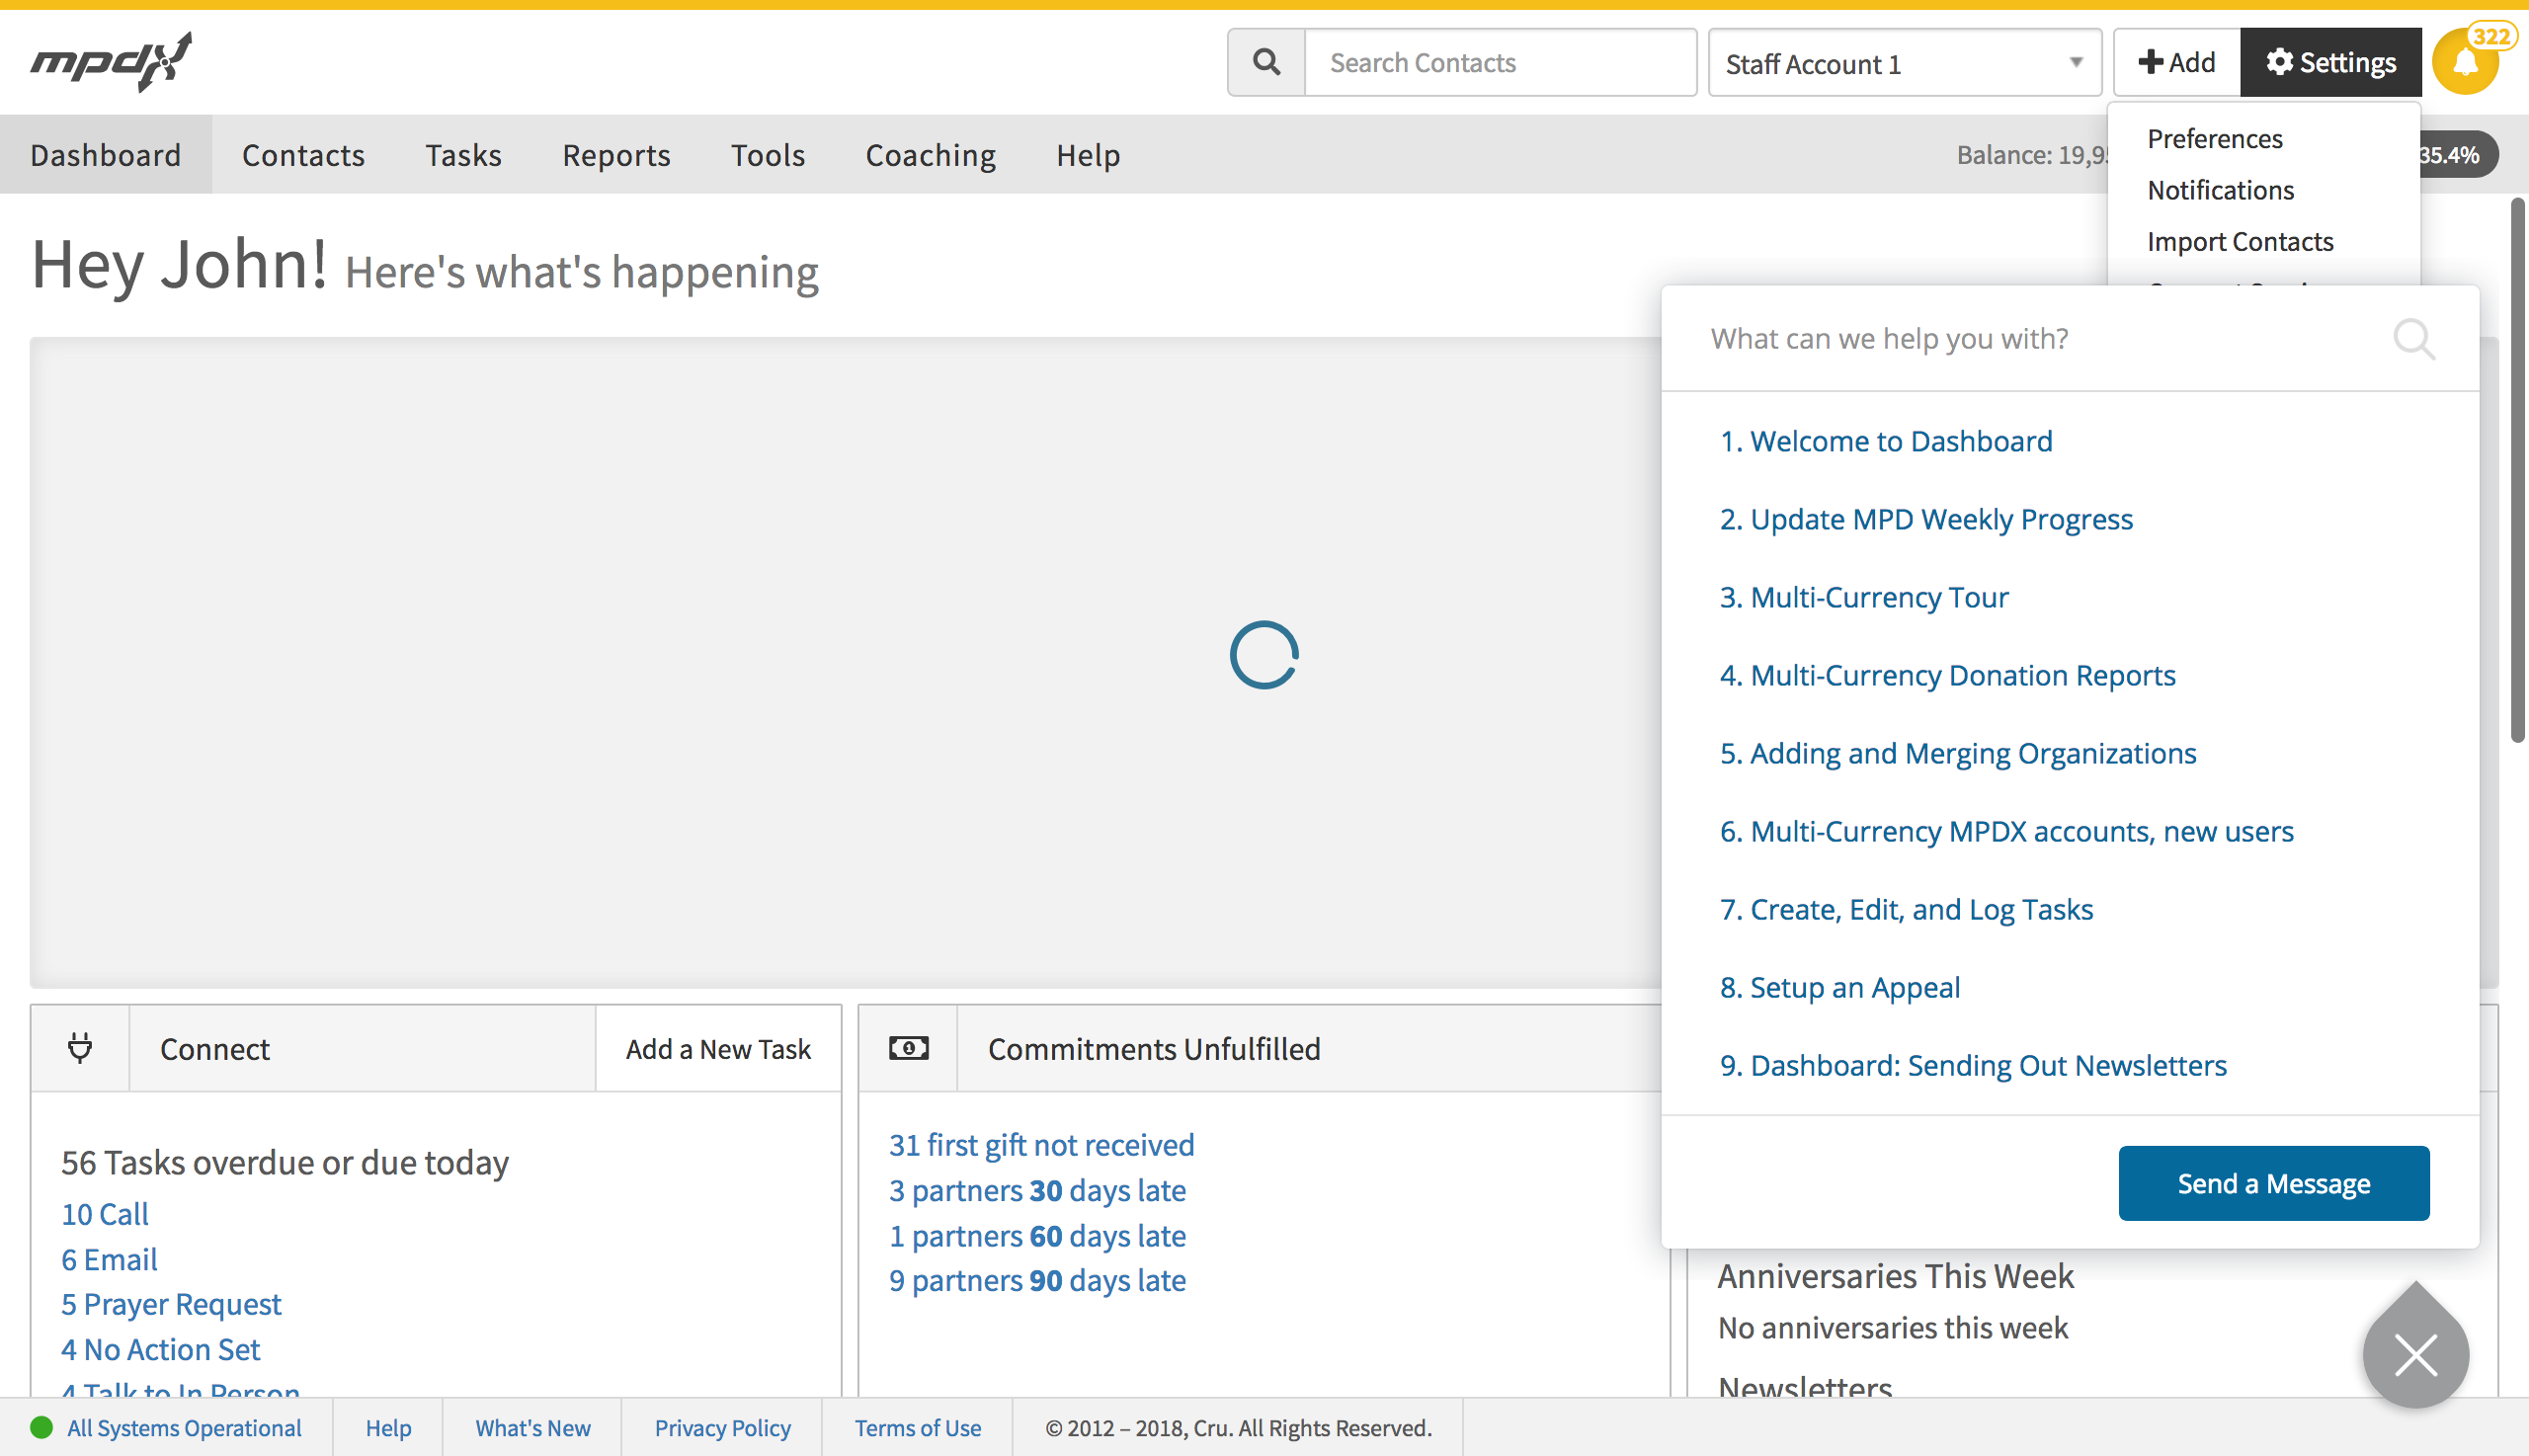 mpdx
Search Contacts
Staff Account 1
Add
Settings
322
Dashboard
Contacts
Tasks
Reports
Tools
Coaching
Help
Balance: 19,9
35.4%
Preferences
Notifications
Import Contacts
Hey John! Here's what's happening
What can we help you with?
1. Welcome to Dashboard
2. Update MPD Weekly Progress
3. Multi-Currency Tour
4. Multi-Currency Donation Reports
5. Adding and Merging Organizations
6. Multi-Currency MPDX accounts, new users
7. Create, Edit, and Log Tasks
8. Setup an Appeal
9. Dashboard: Sending Out Newsletters
Send a Message
Connect
Add a New Task
56 Tasks overdue or due today
10 Call
6 Email
5 Prayer Request
4 No Action Set
4 Talk to In Person
Commitments Unfulfilled
31 first gift not received
3 partners 30 days late
1 partners 60 days late
9 partners 90 days late
Anniversaries This Week
No anniversaries this week
Newsletters
All Systems Operational
Help
What's New
Privacy Policy
Terms of Use
© 2012 – 2018, Cru. All Rights Reserved.